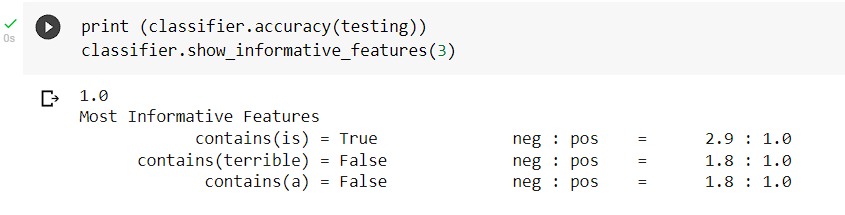 print (classifier.accuracy(testing))
0s
classifier.show_informative_features(3)
1.0
Most Informative Features
contains(is) = True neg : pos = 2.9 : 1.0
contains(terrible) = False neg : pos = 1.8 : 1.0
contains(a) = False neg : pos = 1.8 : 1.0